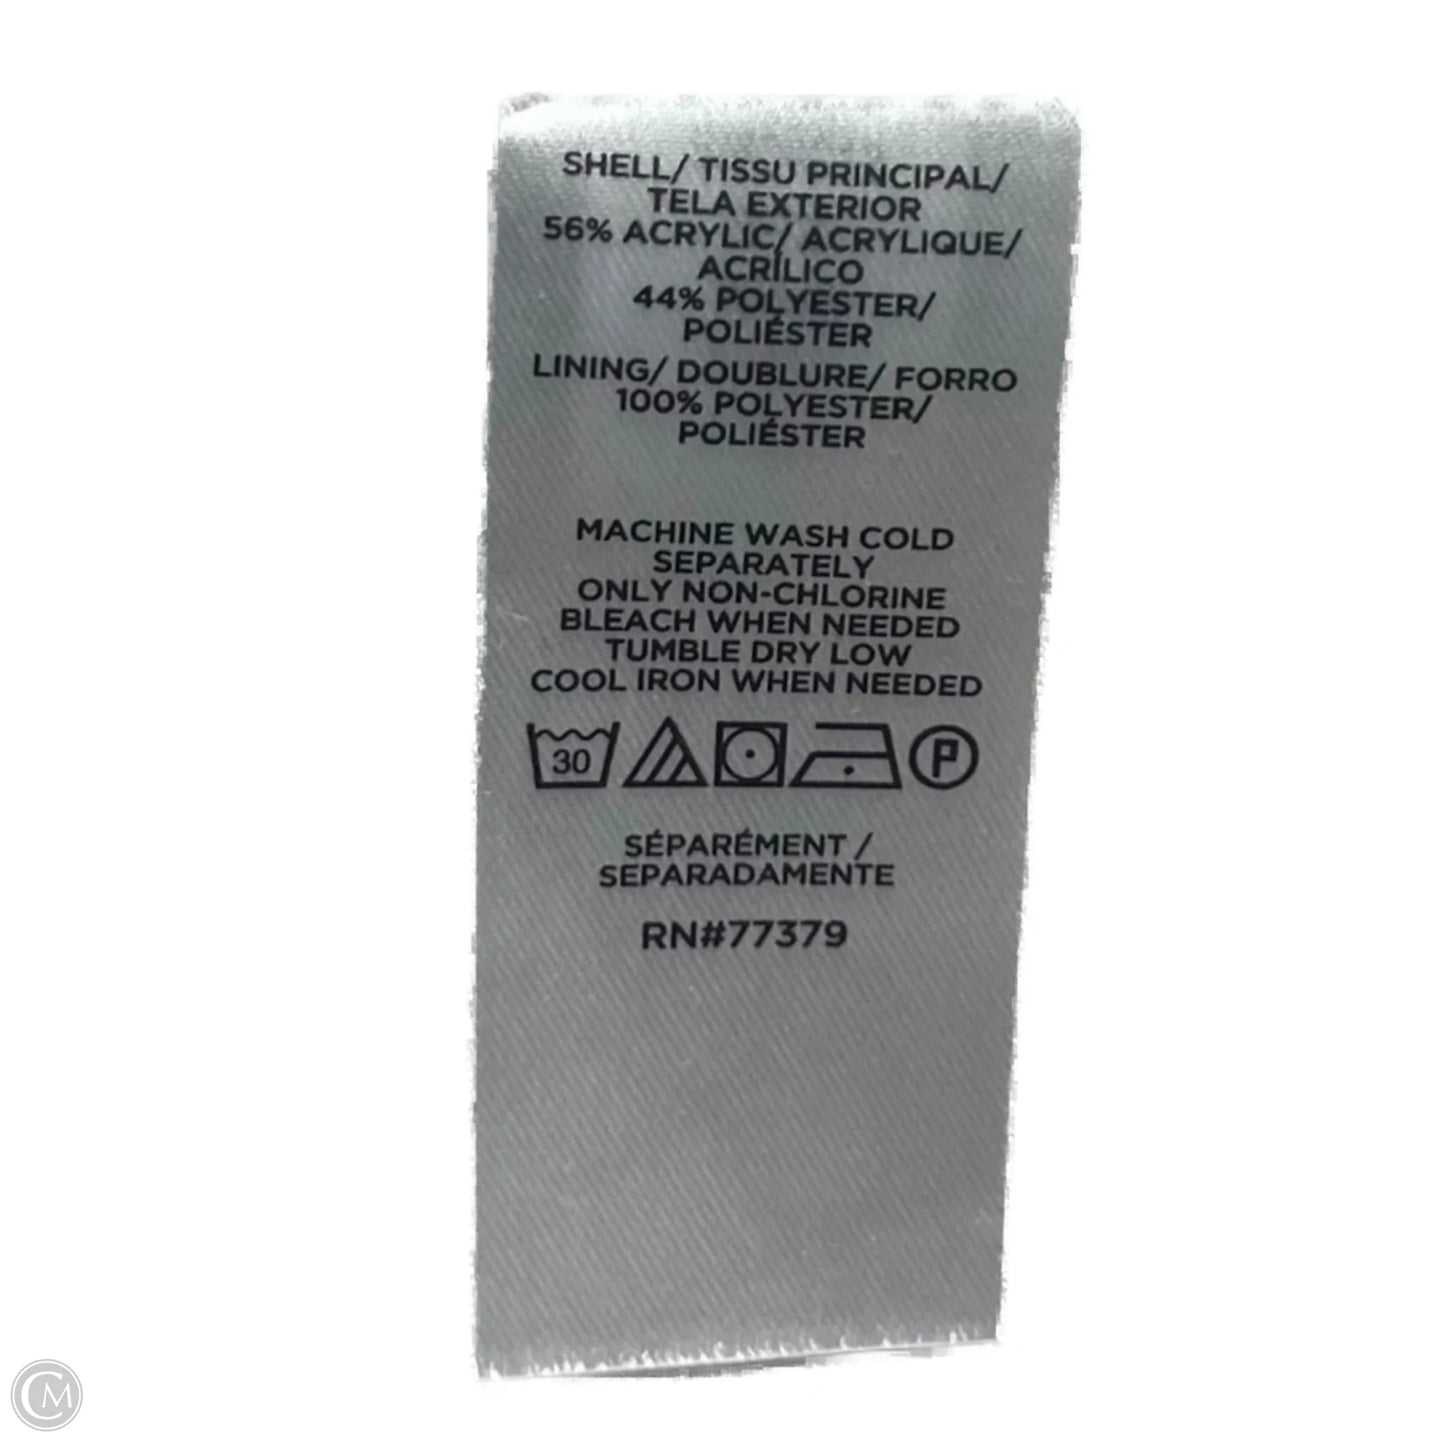 SHELL/ TISSU PRINCIPAL/
TELA EXTERIOR
56% ACRYLIC/ ACRYLIQUE/
ACRÍLICO
44% POLYESTER/
POLIÉSTER
LINING/ DOUBLURE/ FORRO
100% POLYESTER/
POLIÉSTER
MACHINE WASH COLD
SEPARATELY
ONLY NON-CHLORINE
BLEACH WHEN NEEDED
TUMBLE DRY LOW
COOL IRON WHEN NEEDED
30 P
SÉPARÉMENT /
SEPARADAMENTE
RN#77379
CM